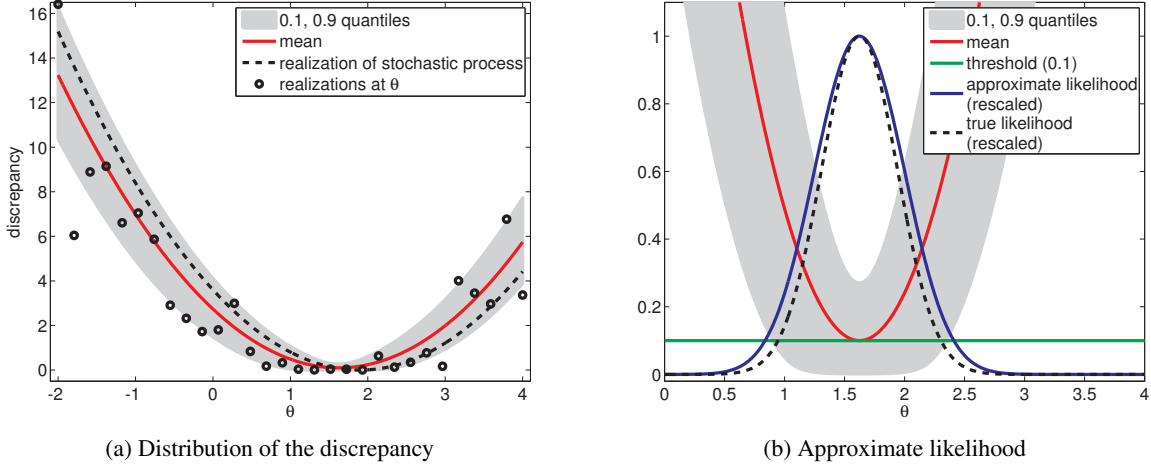 16
14
12
10
8
6
4
2
0
discrepancy
0.1, 0.9 quantiles
mean
realization of stochastic process
realizations at θ
-2
-1
0
1
2
3
4
θ
(a) Distribution of the discrepancy
1
0.8
0.6
0.4
0.2
0
0.1, 0.9 quantiles
mean
threshold (0.1)
approximate likelihood
(rescaled)
true likelihood
(rescaled)
0
0.5
1
1.5
2
2.5
3
3.5
4
θ
(b) Approximate likelihood